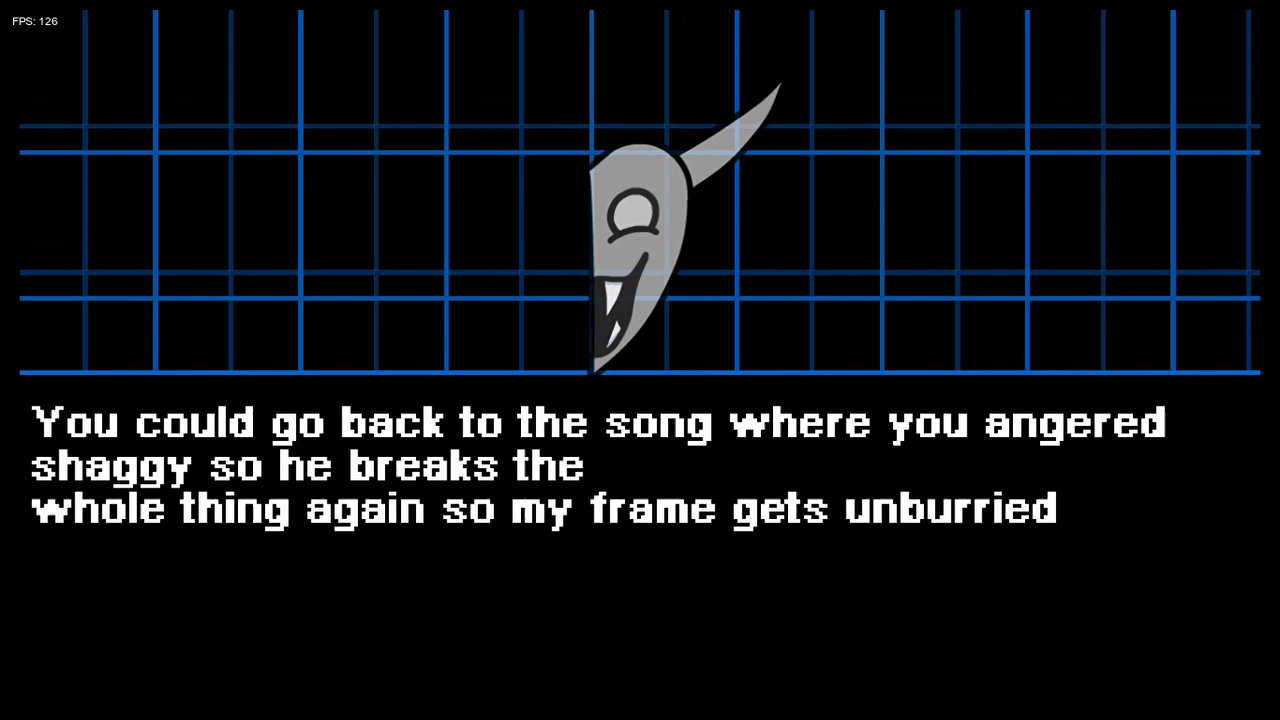 FPS: 126
You could go back to the song where you angered
shaggy so he breaks the
whole thing again so my frame gets unburried